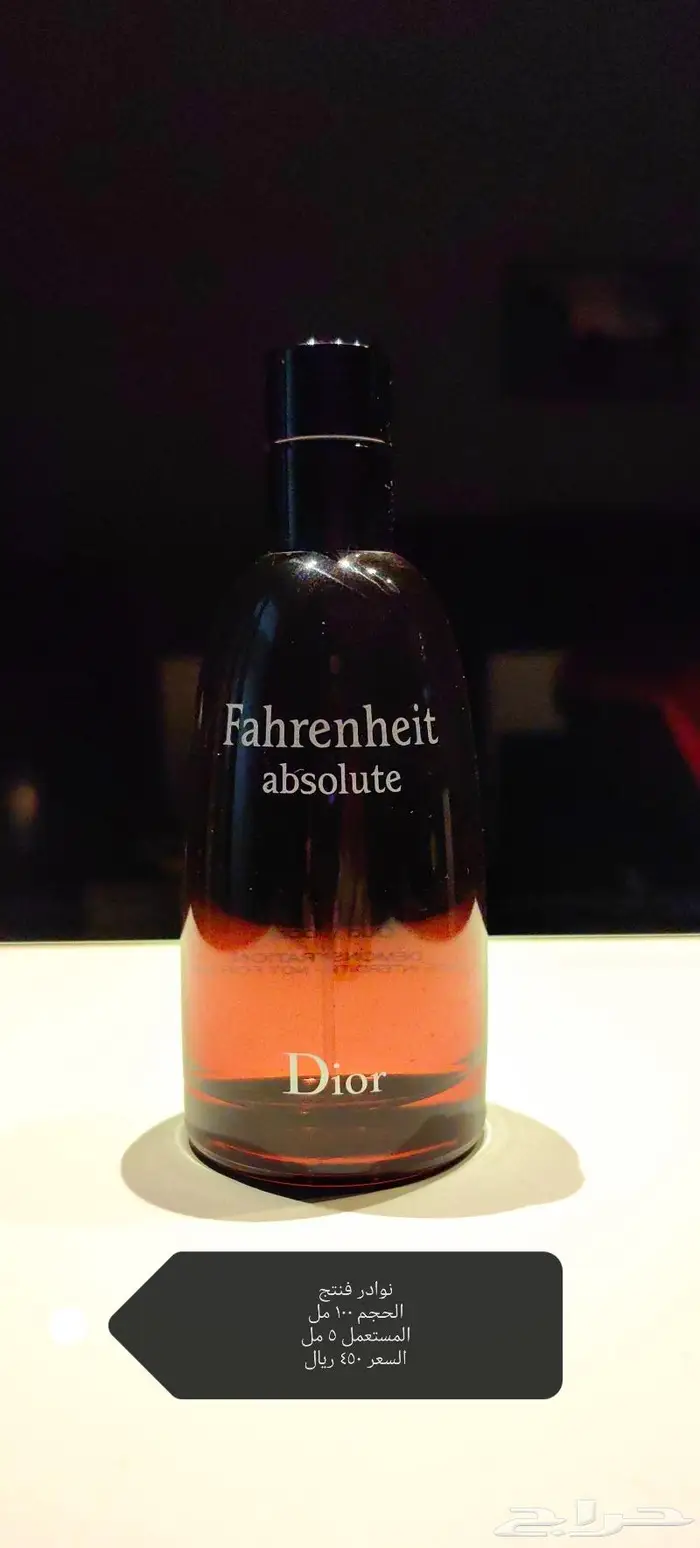 Fahrenheit
absolute
Dior
نوادر فنتج
الحجم ١٠٠ مل
المستعمل ٥ مل
السعر ٤٥٠ ريال
حراج